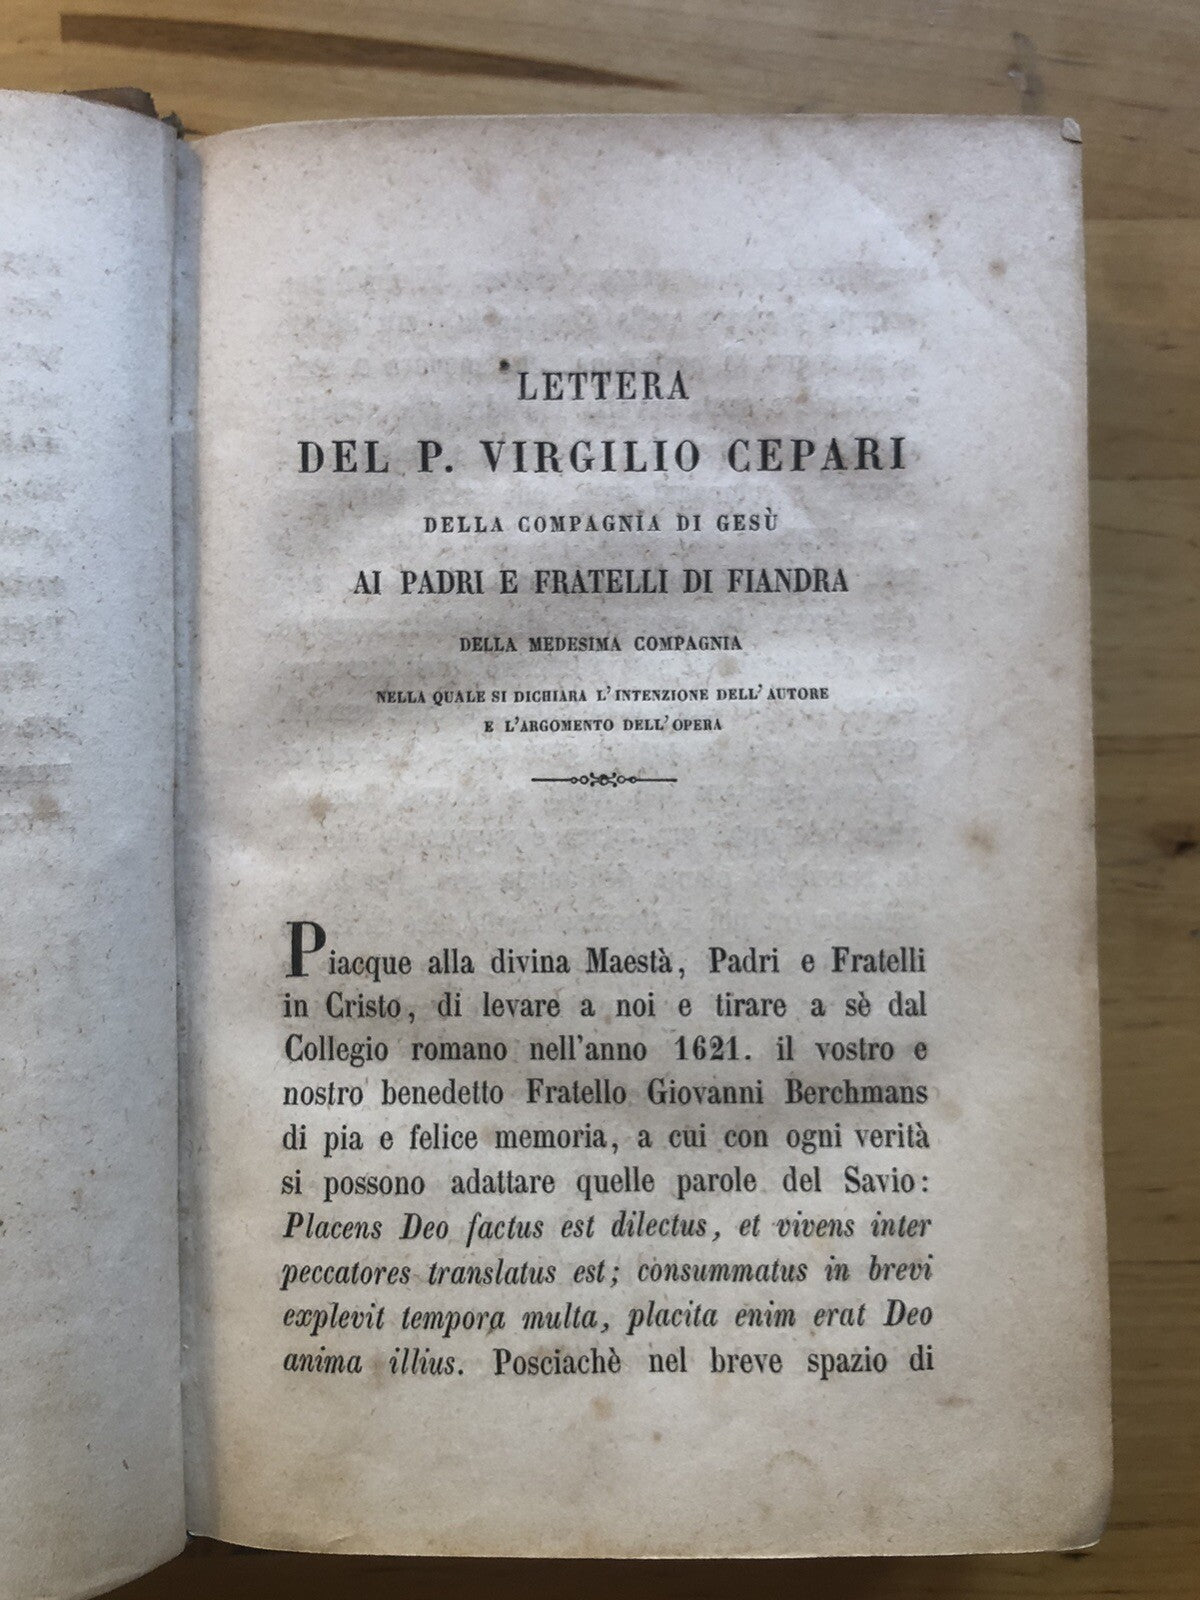 LETTERA
DEL P. VIRGILIO CEPARI
DELLA COMPAGNIA DI GESÙ
AI PADRI E FRATELLI DI FIANDRA
DELLA MEDESIMA COMPAGNIA
NELLA QUALE SI DICHIARA L'INTENZIONE DELL'AUTORE
E L'ARGOMENTO DELL'OPERA
Piacque alla divina Maestà, Padri e Fratelli
in Cristo, di levare a noi e tirare a sè dal
Collegio romano nell'anno 1621. il vostro e
nostro benedetto Fratello Giovanni Berchmans
di pia e felice memoria, a cui con ogni verità
si possono adattare quelle parole del Savio:
Placens Deo factus est dilectus, et vivens inter
peccatores translatus est; consummatus in brevi
explevit tempora multa, placita enim erat Deo
anima illius. Posciachè nel breve spazio di